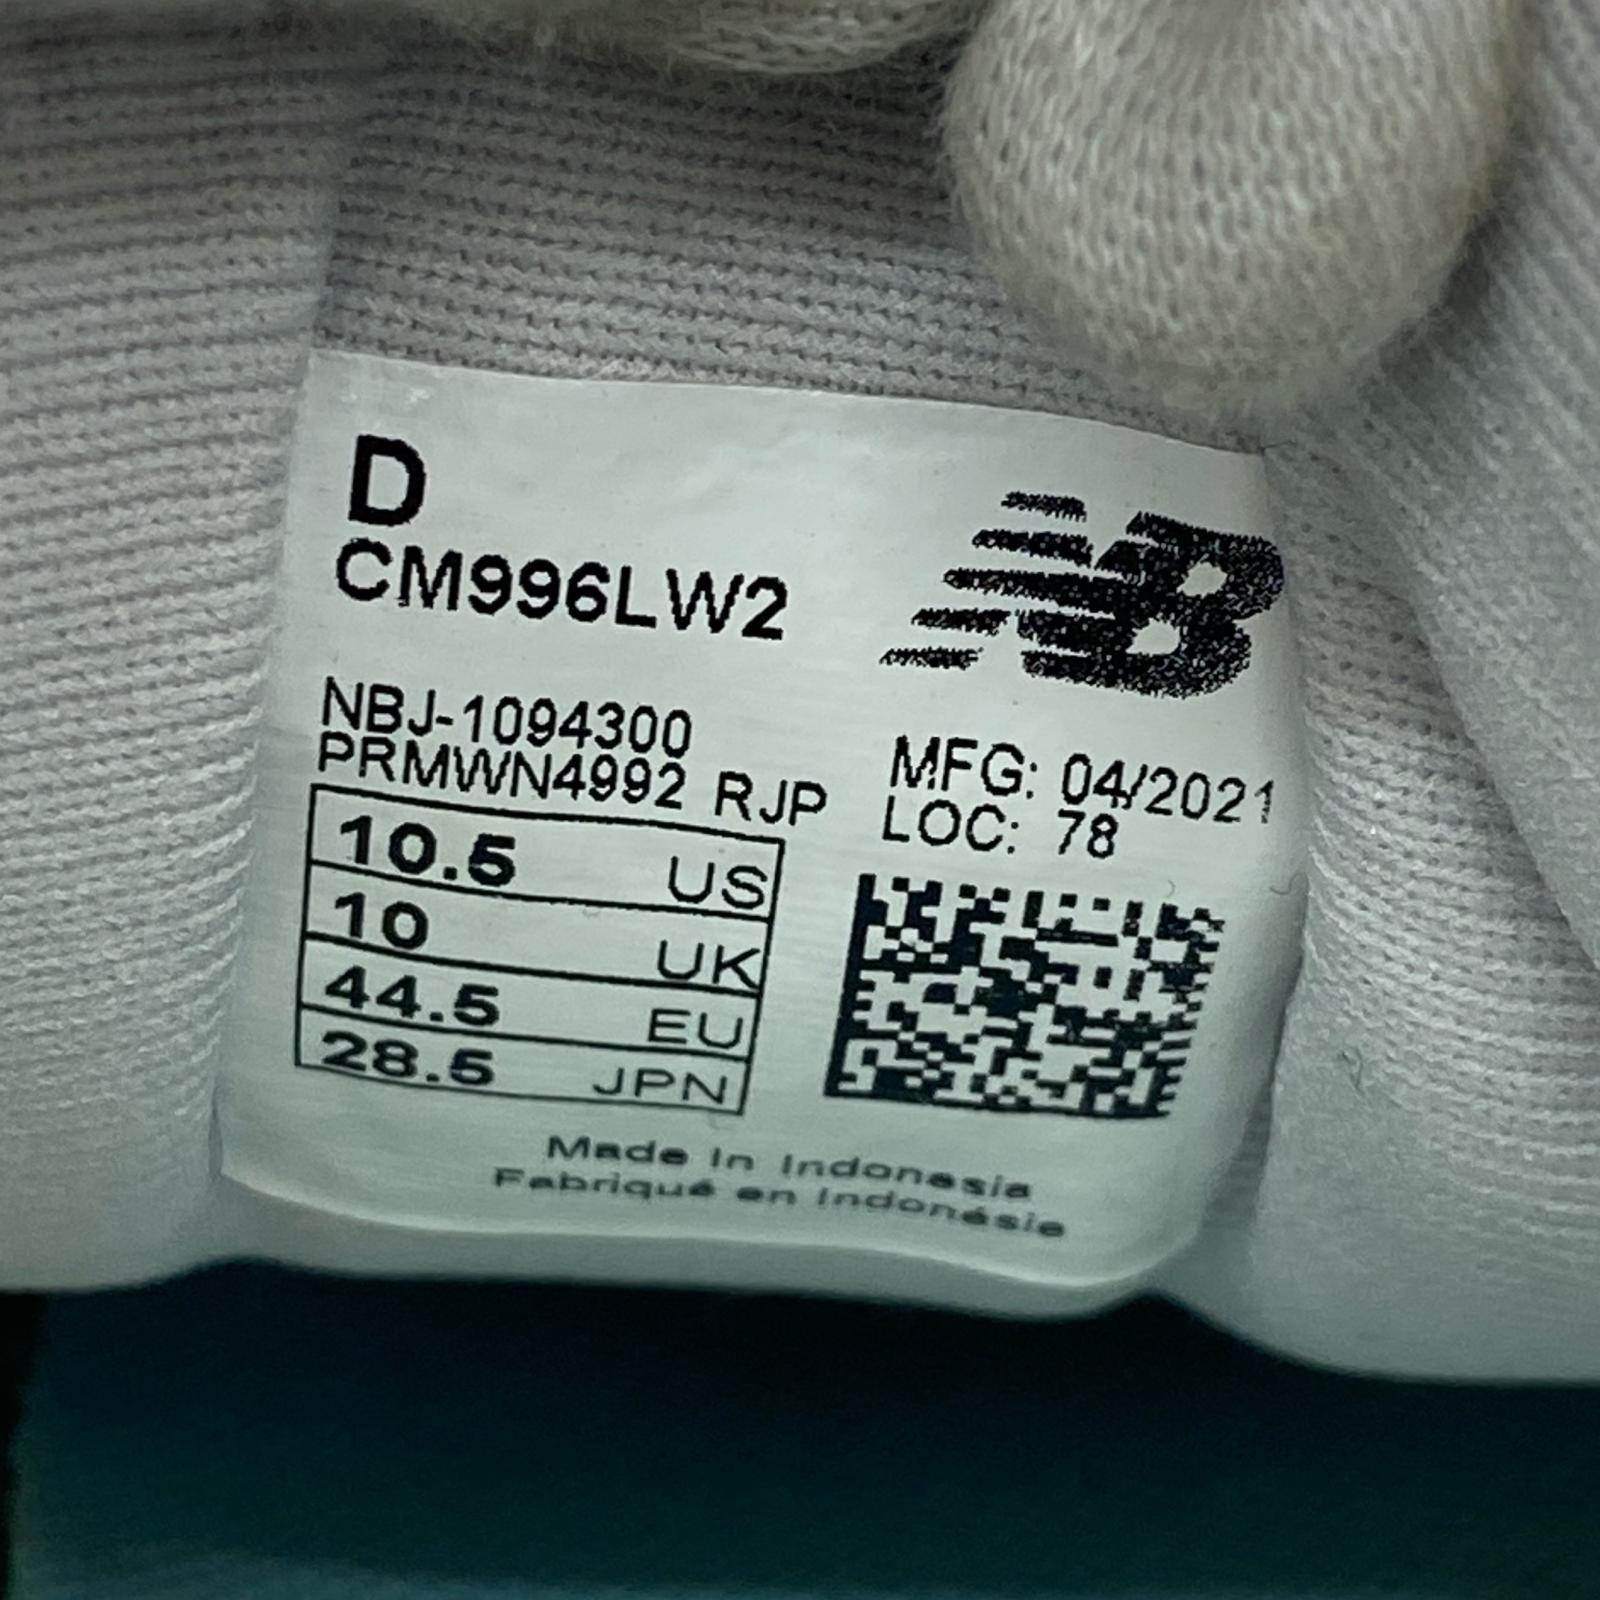 D
CM996LW2
NB
NBJ-1094300
PRMWN4992 RJP
MFG: 04/2021
LOC: 78
10.5 US
10 UK
44.5 EU
28.5 JPN
Made In Indonesia
Fabriqué en Indonésie